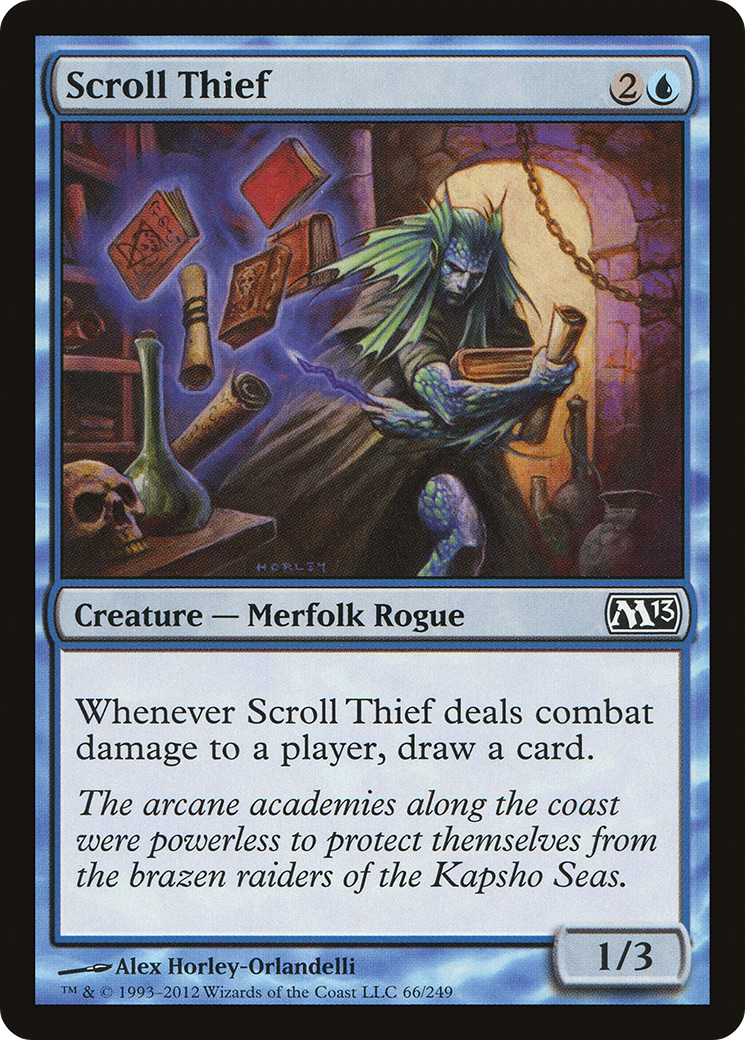 Scroll Thief
2
HORLEY
Creature — Merfolk Rogue
M13
Whenever Scroll Thief deals combat
damage to a player, draw a card.
The arcane academies along the coast
were powerless to protect themselves from
the brazen raiders of the Kapsho Seas.
1/3
Alex Horley-Orlandelli
™ & © 1993–2012 Wizards of the Coast LLC 66/249